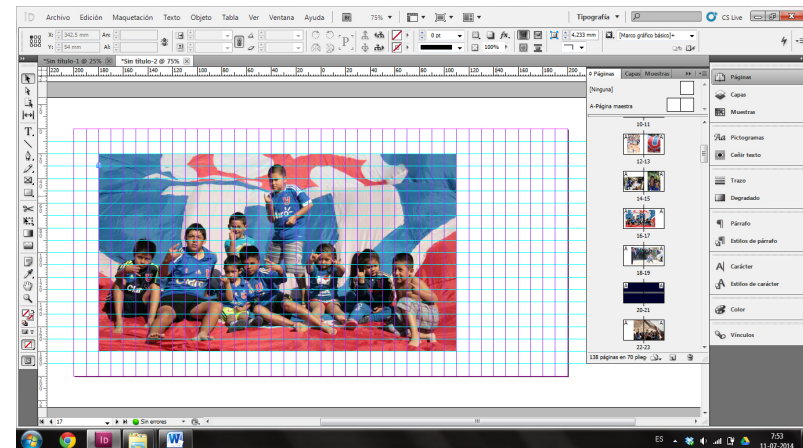 ID Archivo Edición Maquetación Texto Objeto Tabla Ver Ventana Ayuda 75% Tipografía CS Live
X: 342,5 mm An: 0 pt 4,233 mm [Marco gráfico básico]+
Y: 94 mm Al: 100%
*Sin título-1 @ 25% *Sin título-2 @ 75%
Páginas Capas Muestras
[Ninguna]
A-Página maestra
10-11
12-13
14-15
16-17
18-19
20-21
22-23
138 páginas en 70 plieg
Páginas
Capas
Muestras
Pictogramas
Ceñir texto
Trazo
Degradado
Párrafo
Estilos de párrafo
Carácter
Estilos de carácter
Color
Vínculos
Claro
17 Sin errores
ES 7:53
11-07-2014